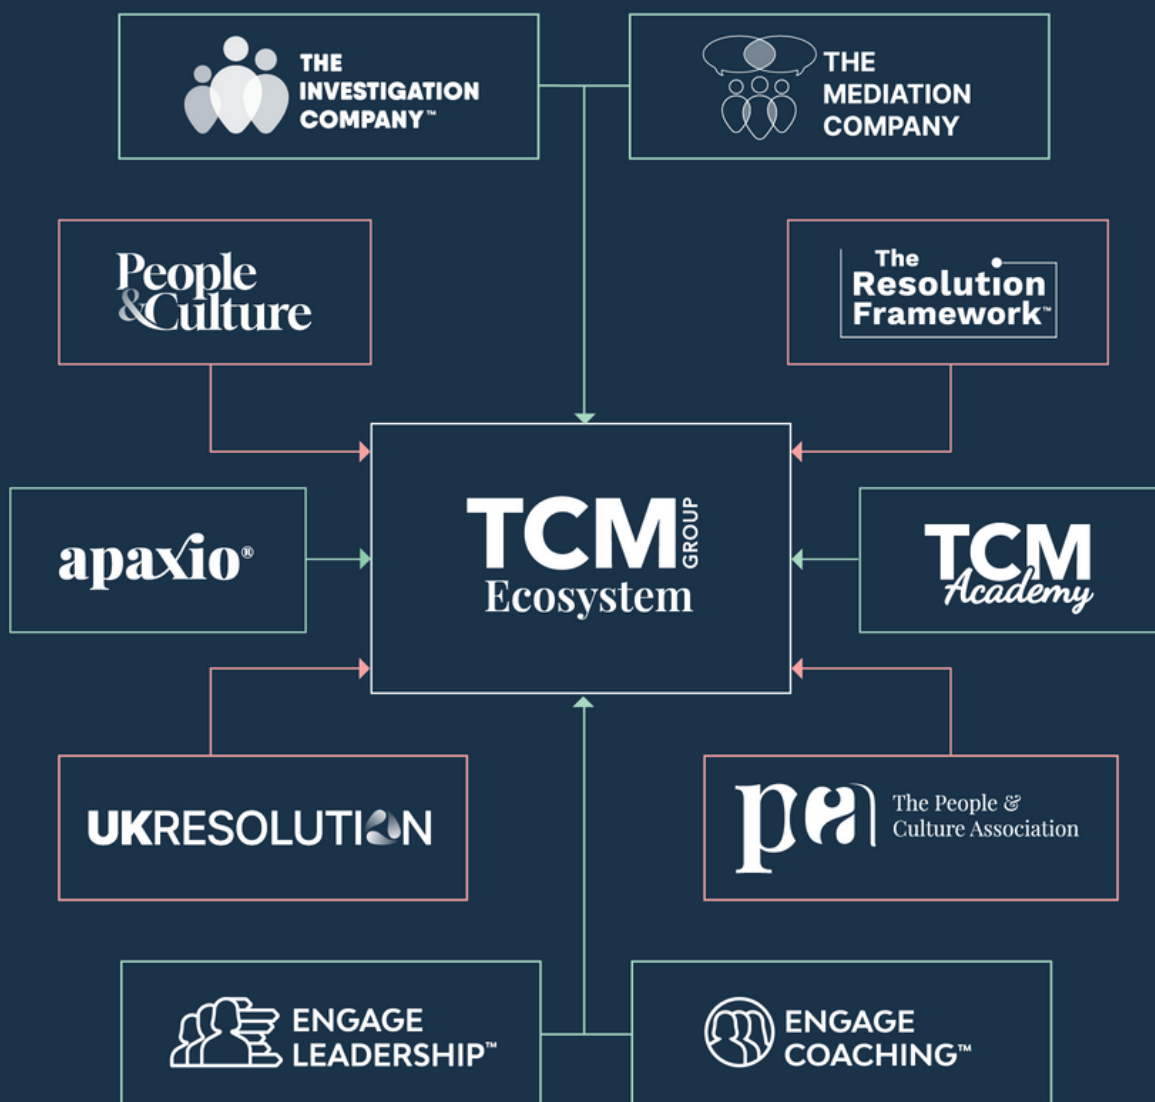 THE
INVESTIGATION
COMPANY™
THE
MEDIATION
COMPANY
People
&Culture
The
Resolution
Framework™
apaxio®
TCM GROUP
Ecosystem
TCM
Academy
UKRESOLUTION
pca
The People &
Culture Association
ENGAGE
LEADERSHIP™
ENGAGE
COACHING™